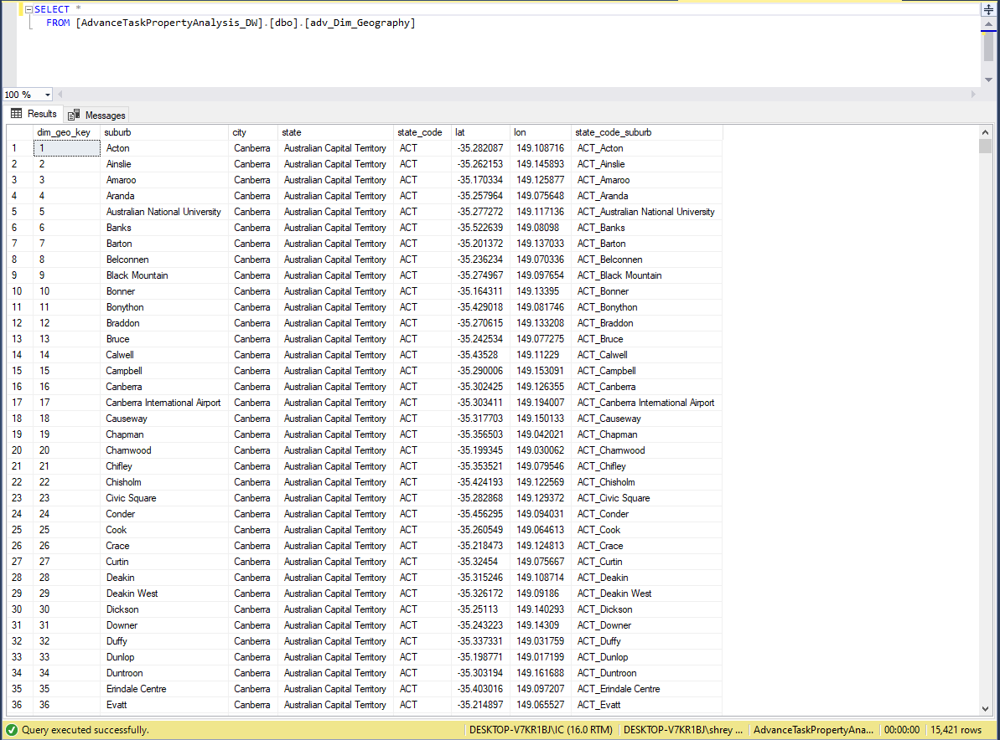 SELECT *
FROM [AdvanceTaskPropertyAnalysis_DW].[dbo].[adv_Dim_Geography]
100 %
Results Messages
dim_geo_key suburb city state state_code lat lon state_code_suburb
1 1 Acton Canberra Australian Capital Territory ACT -35.282087 149.108716 ACT_Acton
2 2 Ainslie Canberra Australian Capital Territory ACT -35.262153 149.145893 ACT_Ainslie
3 3 Amaroo Canberra Australian Capital Territory ACT -35.170334 149.125877 ACT_Amaroo
4 4 Aranda Canberra Australian Capital Territory ACT -35.257964 149.075648 ACT_Aranda
5 5 Australian National University Canberra Australian Capital Territory ACT -35.277272 149.117136 ACT_Australian National University
6 6 Banks Canberra Australian Capital Territory ACT -35.522639 149.08098 ACT_Banks
7 7 Barton Canberra Australian Capital Territory ACT -35.201372 149.137033 ACT_Barton
8 8 Belconnen Canberra Australian Capital Territory ACT -35.236234 149.070336 ACT_Belconnen
9 9 Black Mountain Canberra Australian Capital Territory ACT -35.274967 149.097654 ACT_Black Mountain
10 10 Bonner Canberra Australian Capital Territory ACT -35.164311 149.13395 ACT_Bonner
11 11 Bonython Canberra Australian Capital Territory ACT -35.429018 149.081746 ACT_Bonython
12 12 Braddon Canberra Australian Capital Territory ACT -35.270615 149.133208 ACT_Braddon
13 13 Bruce Canberra Australian Capital Territory ACT -35.242534 149.077275 ACT_Bruce
14 14 Calwell Canberra Australian Capital Territory ACT -35.43528 149.11229 ACT_Calwell
15 15 Campbell Canberra Australian Capital Territory ACT -35.290006 149.153091 ACT_Campbell
16 16 Canberra Canberra Australian Capital Territory ACT -35.302425 149.126355 ACT_Canberra
17 17 Canberra International Airport Canberra Australian Capital Territory ACT -35.303411 149.194007 ACT_Canberra International Airport
18 18 Causeway Canberra Australian Capital Territory ACT -35.317703 149.150133 ACT_Causeway
19 19 Chapman Canberra Australian Capital Territory ACT -35.356503 149.042021 ACT_Chapman
20 20 Charnwood Canberra Australian Capital Territory ACT -35.199345 149.030062 ACT_Charnwood
21 21 Chifley Canberra Australian Capital Territory ACT -35.353521 149.079546 ACT_Chifley
22 22 Chisholm Canberra Australian Capital Territory ACT -35.424193 149.122569 ACT_Chisholm
23 23 Civic Square Canberra Australian Capital Territory ACT -35.282868 149.129372 ACT_Civic Square
24 24 Conder Canberra Australian Capital Territory ACT -35.456295 149.094031 ACT_Conder
25 25 Cook Canberra Australian Capital Territory ACT -35.260549 149.064613 ACT_Cook
26 26 Crace Canberra Australian Capital Territory ACT -35.218473 149.124813 ACT_Crace
27 27 Curtin Canberra Australian Capital Territory ACT -35.32454 149.075667 ACT_Curtin
28 28 Deakin Canberra Australian Capital Territory ACT -35.315246 149.108714 ACT_Deakin
29 29 Deakin West Canberra Australian Capital Territory ACT -35.326172 149.09186 ACT_Deakin West
30 30 Dickson Canberra Australian Capital Territory ACT -35.25113 149.140293 ACT_Dickson
31 31 Downer Canberra Australian Capital Territory ACT -35.243223 149.14309 ACT_Downer
32 32 Duffy Canberra Australian Capital Territory ACT -35.337331 149.031759 ACT_Duffy
33 33 Dunlop Canberra Australian Capital Territory ACT -35.198771 149.017199 ACT_Dunlop
34 34 Duntroon Canberra Australian Capital Territory ACT -35.303194 149.161688 ACT_Duntroon
35 35 Erindale Centre Canberra Australian Capital Territory ACT -35.403016 149.097207 ACT_Erindale Centre
36 36 Evatt Canberra Australian Capital Territory ACT -35.214897 149.065527 ACT_Evatt
Query executed successfully. DESKTOP-V7KR1BJ\IC (16.0 RTM) DESKTOP-V7KR1BJ\shrey ... AdvanceTaskPropertyAna... 00:00:00 15,421 rows